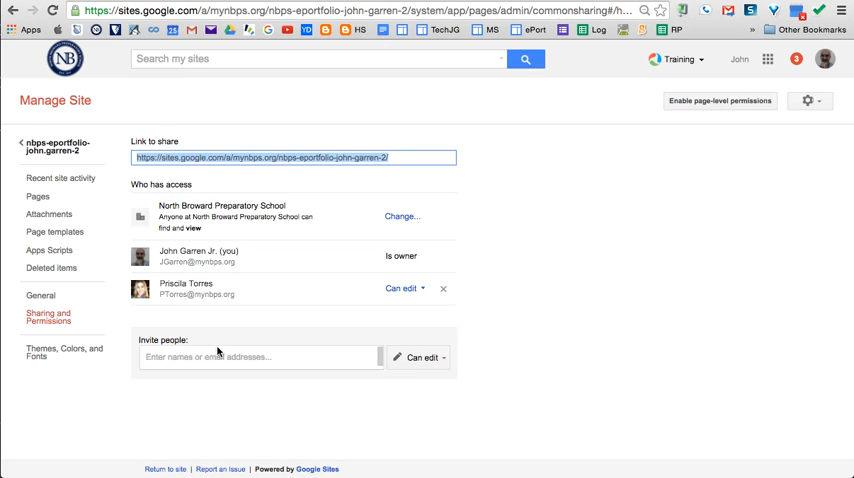 https://sites.google.com/a/mynbps.org/nbps-eportfolio-john-garren-2/system/app/pages/admin/commonsharing#/h...
Apps
25
YD
HS
TechJG
MS
ePort
Log
RP
» Other Bookmarks
NB
Search my sites
Training
John
3
Manage Site
Enable page-level permissions
nbps-eportfolio-
john.garren-2
Recent site activity
Pages
Attachments
Page templates
Apps Scripts
Deleted items
General
Sharing and
Permissions
Themes, Colors, and
Fonts
Link to share
https://sites.google.com/a/mynbps.org/nbps-eportfolio-john-garren-2/
Who has access
North Broward Preparatory School
Anyone at North Broward Preparatory School can
find and view
Change...
John Garren Jr. (you)
JGarren@mynbps.org
Is owner
Priscila Torres
PTorres@mynbps.org
Can edit
Invite people:
Enter names or email addresses...
Can edit
Return to site | Report an Issue | Powered by Google Sites